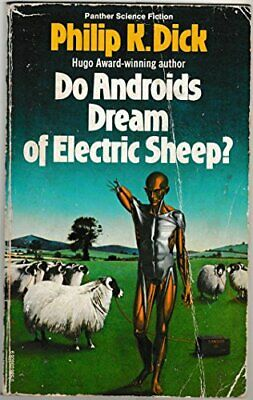 Panther Science Fiction
Philip K. Dick
Hugo Award-winning author
Do Androids
Dream
of Electric Sheep?